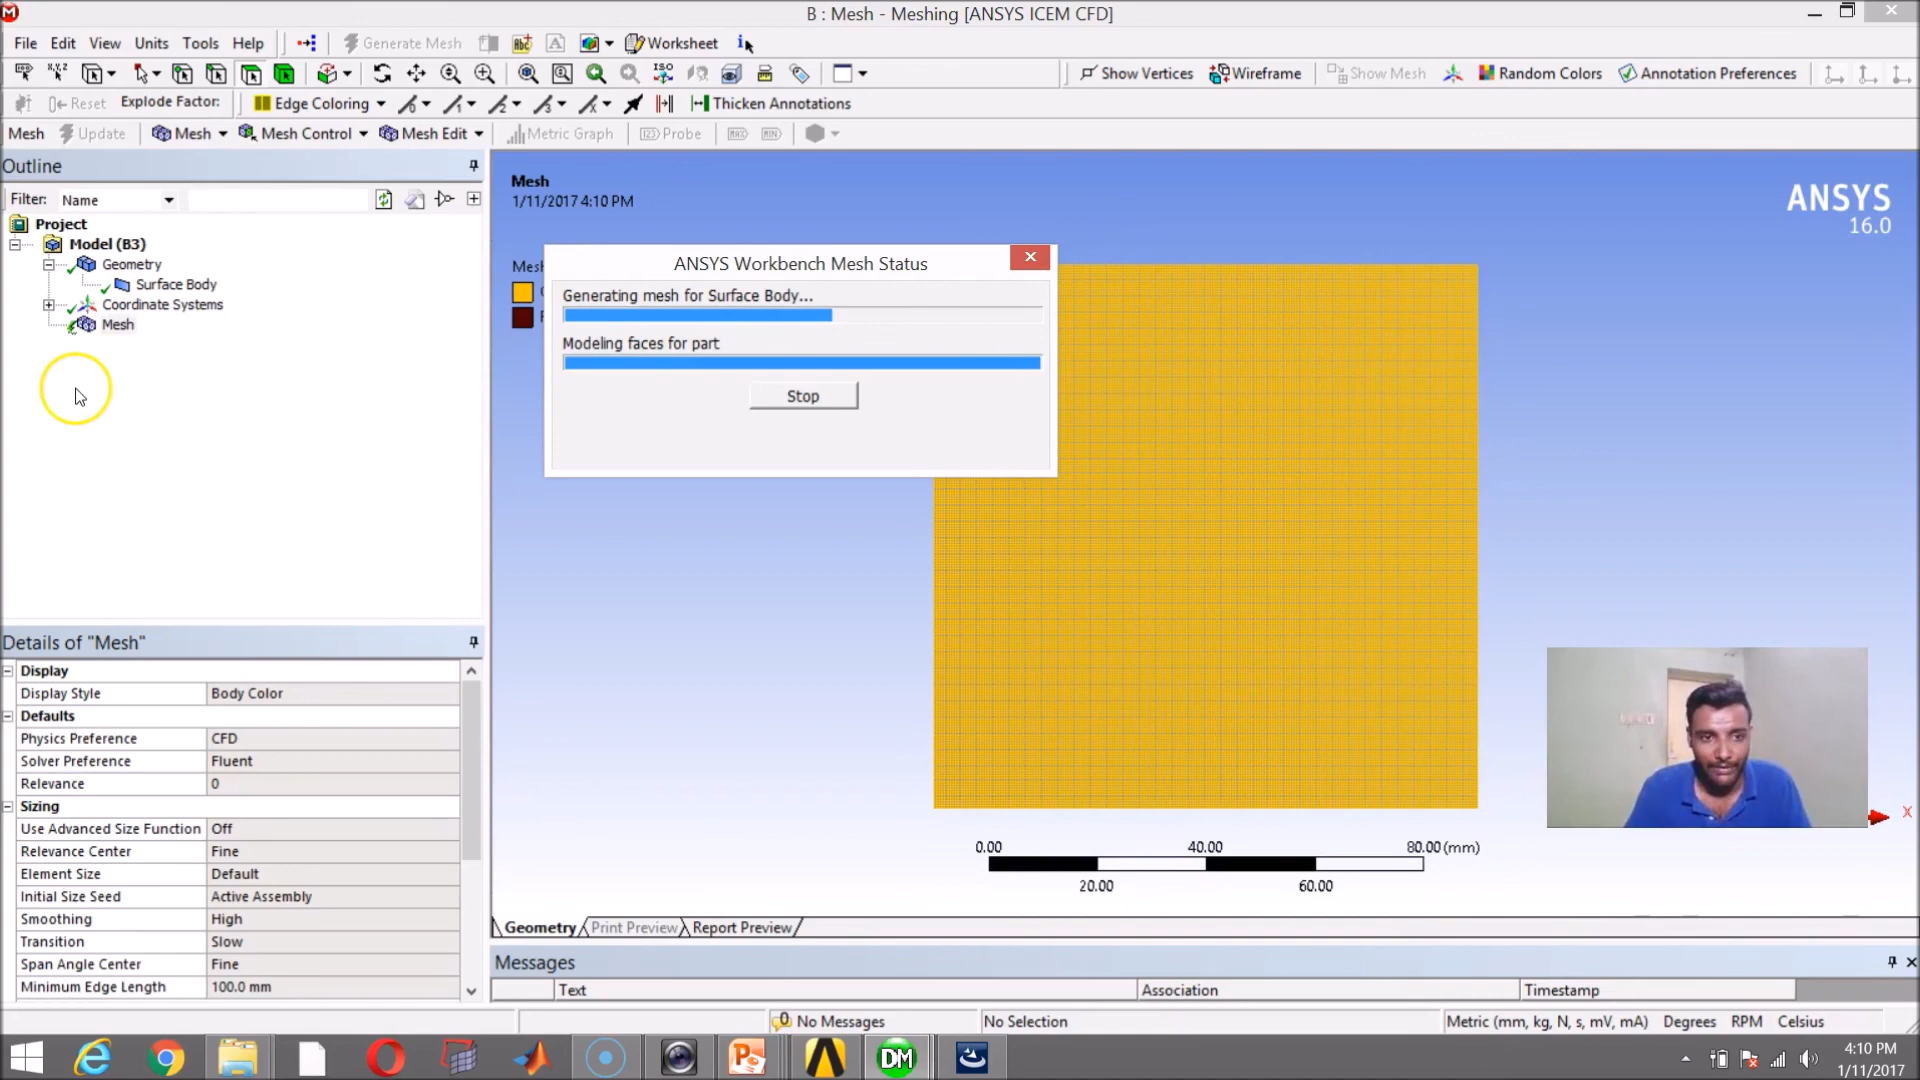 B : Mesh - Meshing [ANSYS ICEM CFD]
File Edit View Units Tools Help Generate Mesh Worksheet
Show Vertices Wireframe Show Mesh Random Colors Annotation Preferences
Reset Explode Factor: Edge Coloring Thicken Annotations
Mesh Update Mesh Mesh Control Mesh Edit Metric Graph Probe
Outline
Filter: Name
Project
Model (B3)
Geometry
Surface Body
Coordinate Systems
Mesh
Details of "Mesh"
Display
Display Style Body Color
Defaults
Physics Preference CFD
Solver Preference Fluent
Relevance 0
Sizing
Use Advanced Size Function Off
Relevance Center Fine
Element Size Default
Initial Size Seed Active Assembly
Smoothing High
Transition Slow
Span Angle Center Fine
Minimum Edge Length 100.0 mm
Mesh
1/11/2017 4:10 PM
ANSYS
16.0
ANSYS Workbench Mesh Status
Generating mesh for Surface Body...
Modeling faces for part
Stop
X
0.00 40.00 80.00 (mm)
20.00 60.00
Geometry Print Preview Report Preview
Messages
Text Association Timestamp
No Messages No Selection Metric (mm, kg, N, s, mV, mA) Degrees RPM Celsius
DM
4:10 PM
1/11/2017